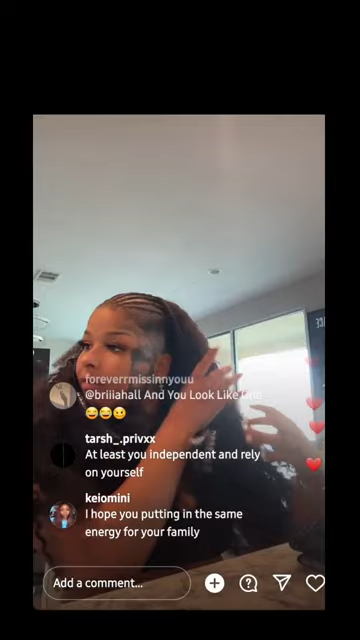 foreverrmissinnyouu
@briiiahall And You Look Like
tarsh_.privxx
At least you independent and rely
on yourself
keiomini
I hope you putting in the same
energy for your family
Add a comment...